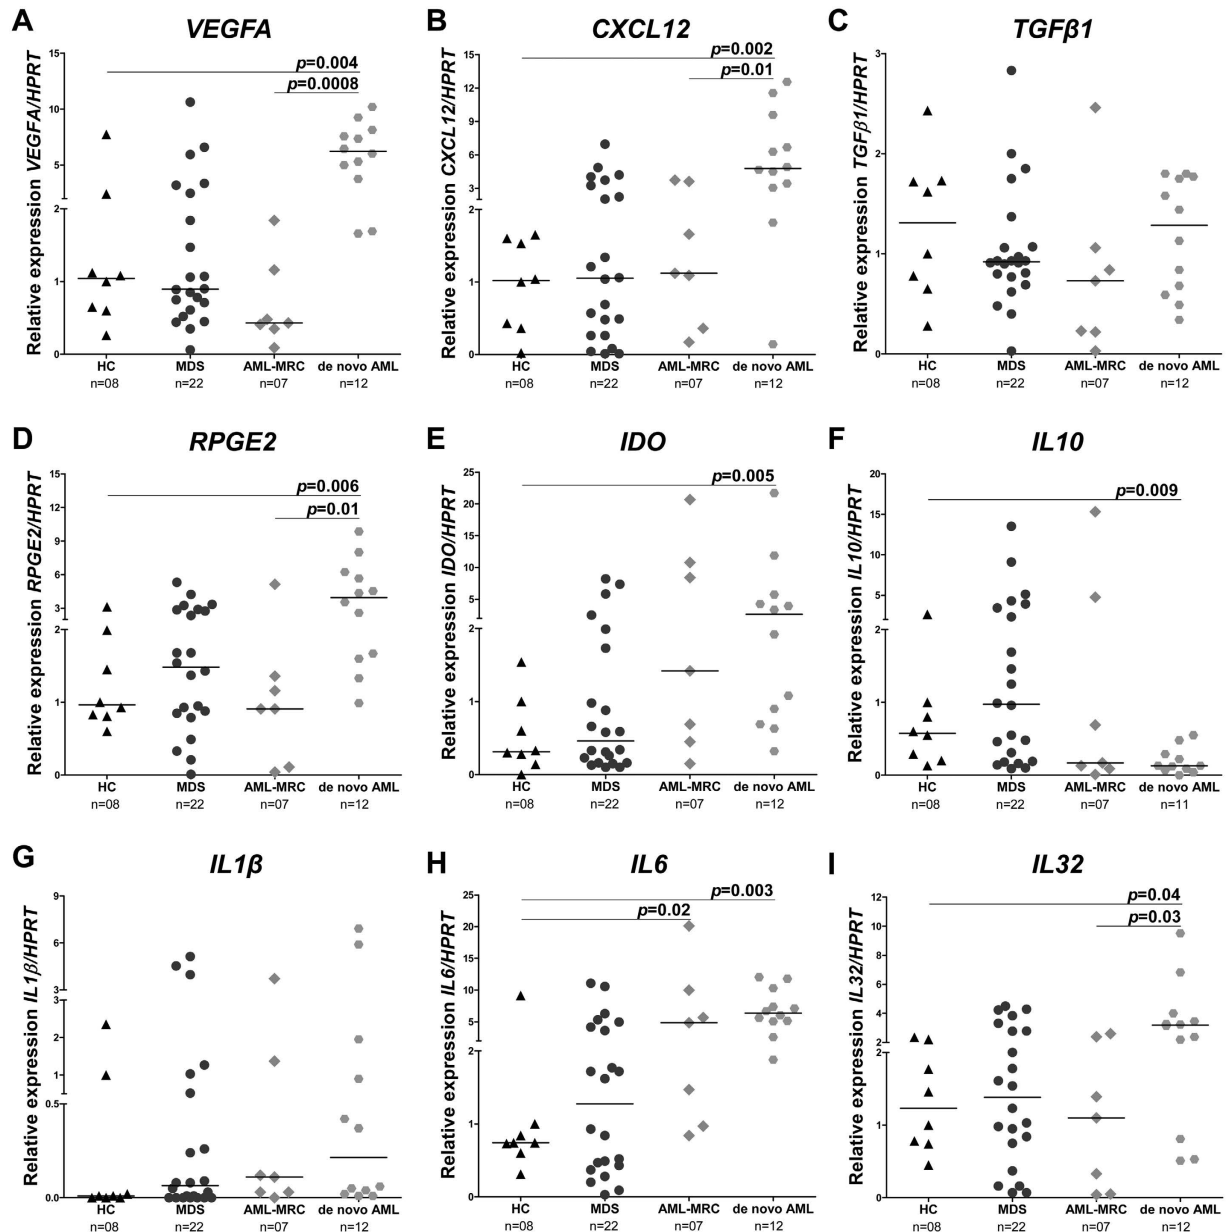 A
VEGFA
Relative expression VEGFA/HPRT
15
10
5
2
1
0
p=0.004
p=0.0008
HC
MDS
AML-MRC
de novo AML
n=08
n=22
n=07
n=12
B
CXCL12
Relative expression CXCL12/HPRT
15
12
9
6
3
2
1
0
p=0.002
p=0.01
HC
MDS
AML-MRC
de novo AML
n=08
n=22
n=07
n=12
C
TGFβ1
Relative expression TGFβ1/HPRT
3
2
1
0
HC
MDS
AML-MRC
de novo AML
n=08
n=22
n=07
n=12
D
RPGE2
Relative expression RPGE2/HPRT
15
12
9
6
3
2
1
0
p=0.006
p=0.01
HC
MDS
AML-MRC
de novo AML
n=08
n=22
n=07
n=12
E
IDO
Relative expression IDO/HPRT
25
20
15
10
5
2
1
0
p=0.005
HC
MDS
AML-MRC
de novo AML
n=08
n=22
n=07
n=12
F
IL10
Relative expression IL10/HPRT
20
15
10
5
2
1
0
p=0.009
HC
MDS
AML-MRC
de novo AML
n=08
n=22
n=07
n=11
G
IL1β
Relative expression IL1β/HPRT
9
6
3
3
2
1
0.5
0.0
HC
MDS
AML-MRC
de novo AML
n=08
n=22
n=07
n=12
H
IL6
Relative expression IL6/HPRT
25
20
15
10
5
2
1
0
p=0.003
p=0.02
HC
MDS
AML-MRC
de novo AML
n=08
n=22
n=07
n=12
I
IL32
Relative expression IL32/HPRT
12
10
8
6
4
2
2
1
0
p=0.04
p=0.03
HC
MDS
AML-MRC
de novo AML
n=08
n=22
n=07
n=12